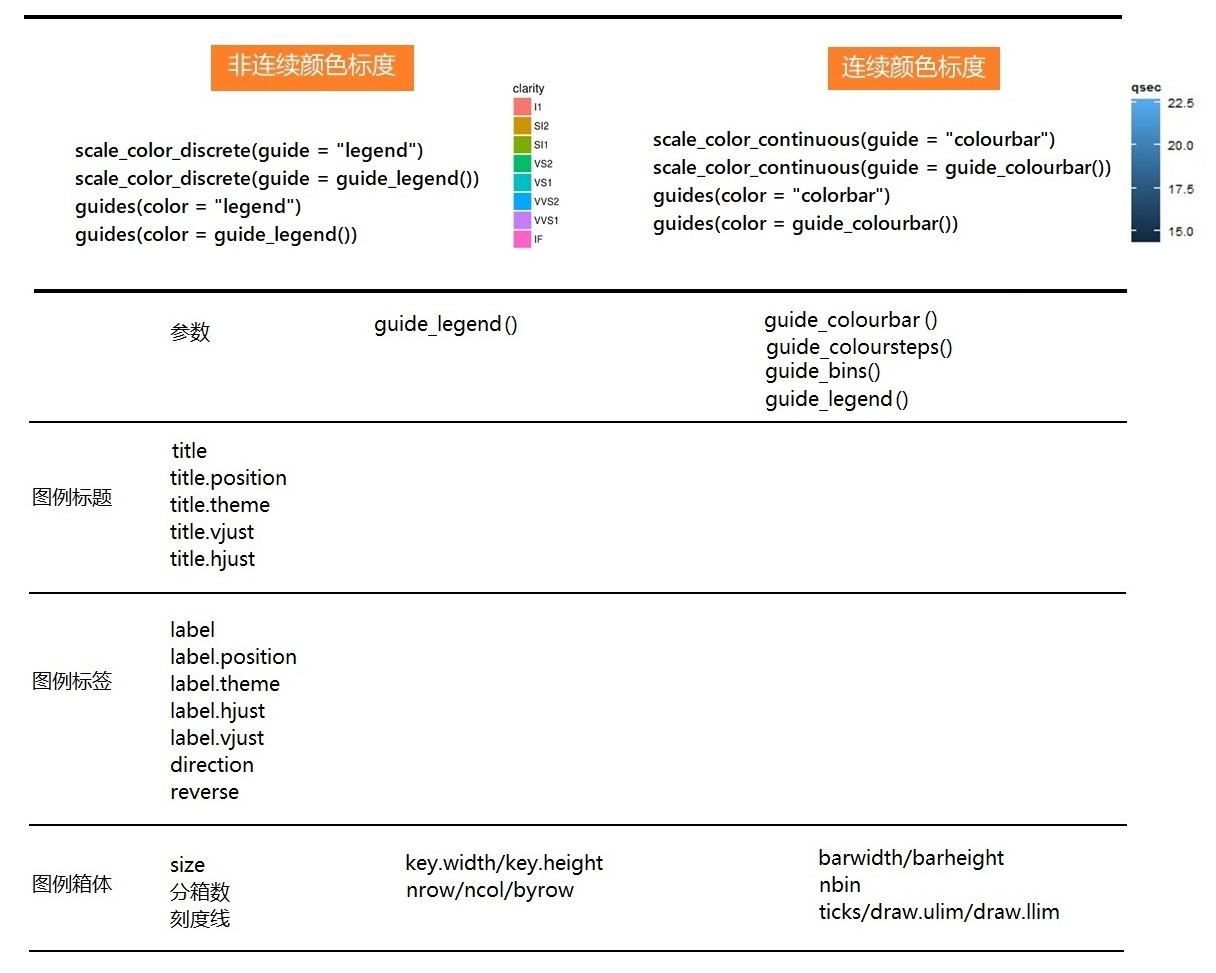 非连续颜色标度
scale_color_discrete(guide = "legend")
scale_color_discrete(guide = guide_legend())
guides(color = "legend")
guides(color = guide_legend())
clarity
I1
SI2
SI1
VS2
VS1
VVS2
VVS1
IF
连续颜色标度
scale_color_continuous(guide = "colourbar")
scale_color_continuous(guide = guide_colourbar())
guides(color = "colorbar")
guides(color = guide_colourbar())
qsec
22.5
20.0
17.5
15.0
参数
guide_legend()
guide_colourbar()
guide_coloursteps()
guide_bins()
guide_legend()
图例标题
title
title.position
title.theme
title.vjust
title.hjust
图例标签
label
label.position
label.theme
label.hjust
label.vjust
direction
reverse
图例箱体
size
分箱数
刻度线
key.width/key.height
nrow/ncol/byrow
barwidth/barheight
nbin
ticks/draw.ulim/draw.llim